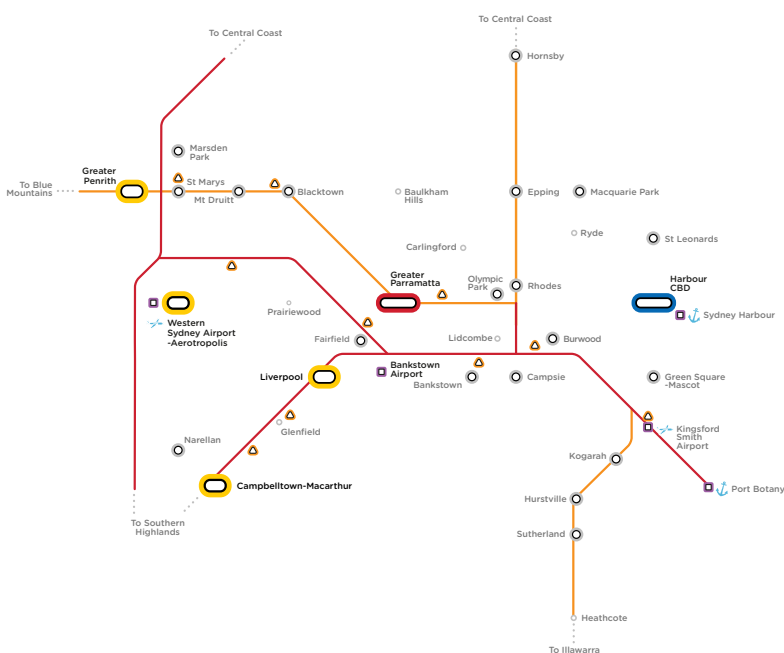 To Central Coast
To Central Coast
Hornsby
Marsden
Park
Greater
Penrith
To Blue
Mountains
St Marys
Mt Druitt
Blacktown
Baulkham
Hills
Epping
Macquarie Park
Ryde
St Leonards
Carlingford
Greater
Parramatta
Olympic
Park
Rhodes
Harbour
CBD
Sydney Harbour
Western
Sydney Airport
-Aerotropolis
Prairiewood
Fairfield
Lidcombe
Burwood
Liverpool
Bankstown
Airport
Bankstown
Campsie
Green Square
-Mascot
Glenfield
Narellan
Kingsford
Smith
Airport
Kogarah
Campbelltown-Macarthur
Hurstville
Port Botany
To Southern
Highlands
Sutherland
Heathcote
To Illawarra